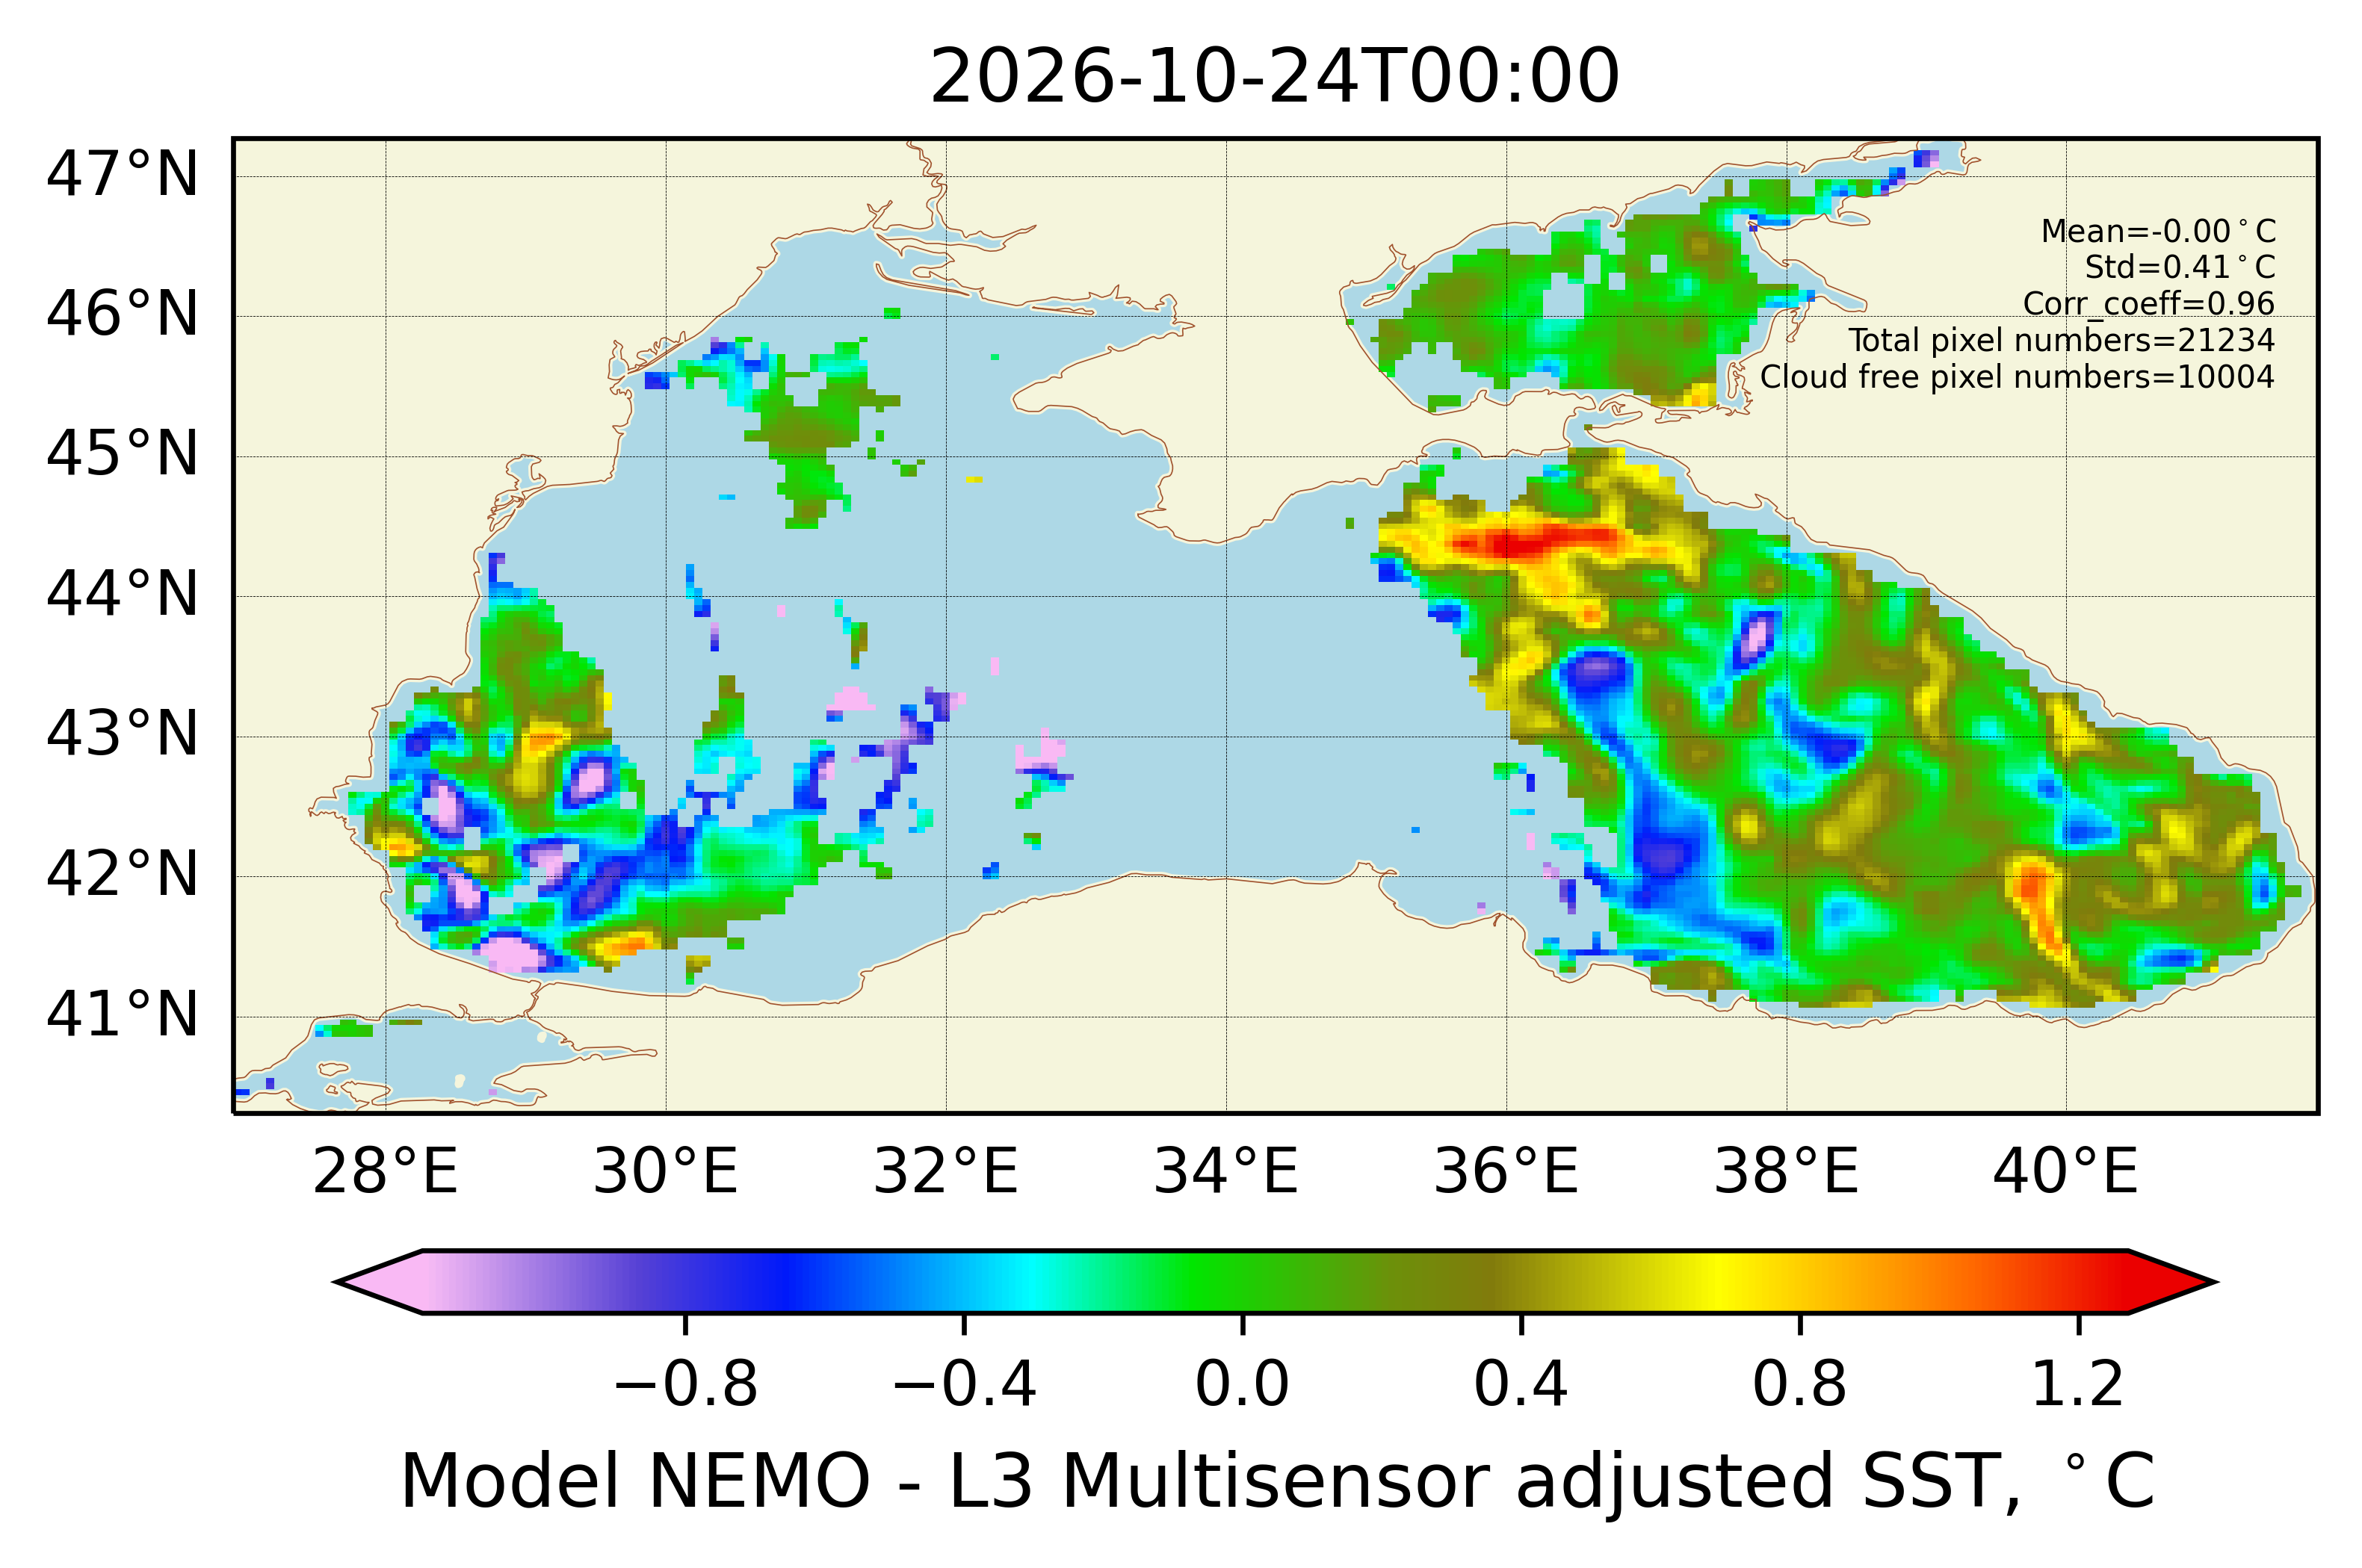 2026-10-24T00:00
47°N
46°N
45°N
44°N
43°N
42°N
41°N
Mean=-0.00°C
Std=0.41°C
Corr_coeff=0.96
Total pixel numbers=21234
Cloud free pixel numbers=10004
28°E 30°E 32°E 34°E 36°E 38°E 40°E
−0.8 −0.4 0.0 0.4 0.8 1.2
Model NEMO - L3 Multisensor adjusted SST, °C